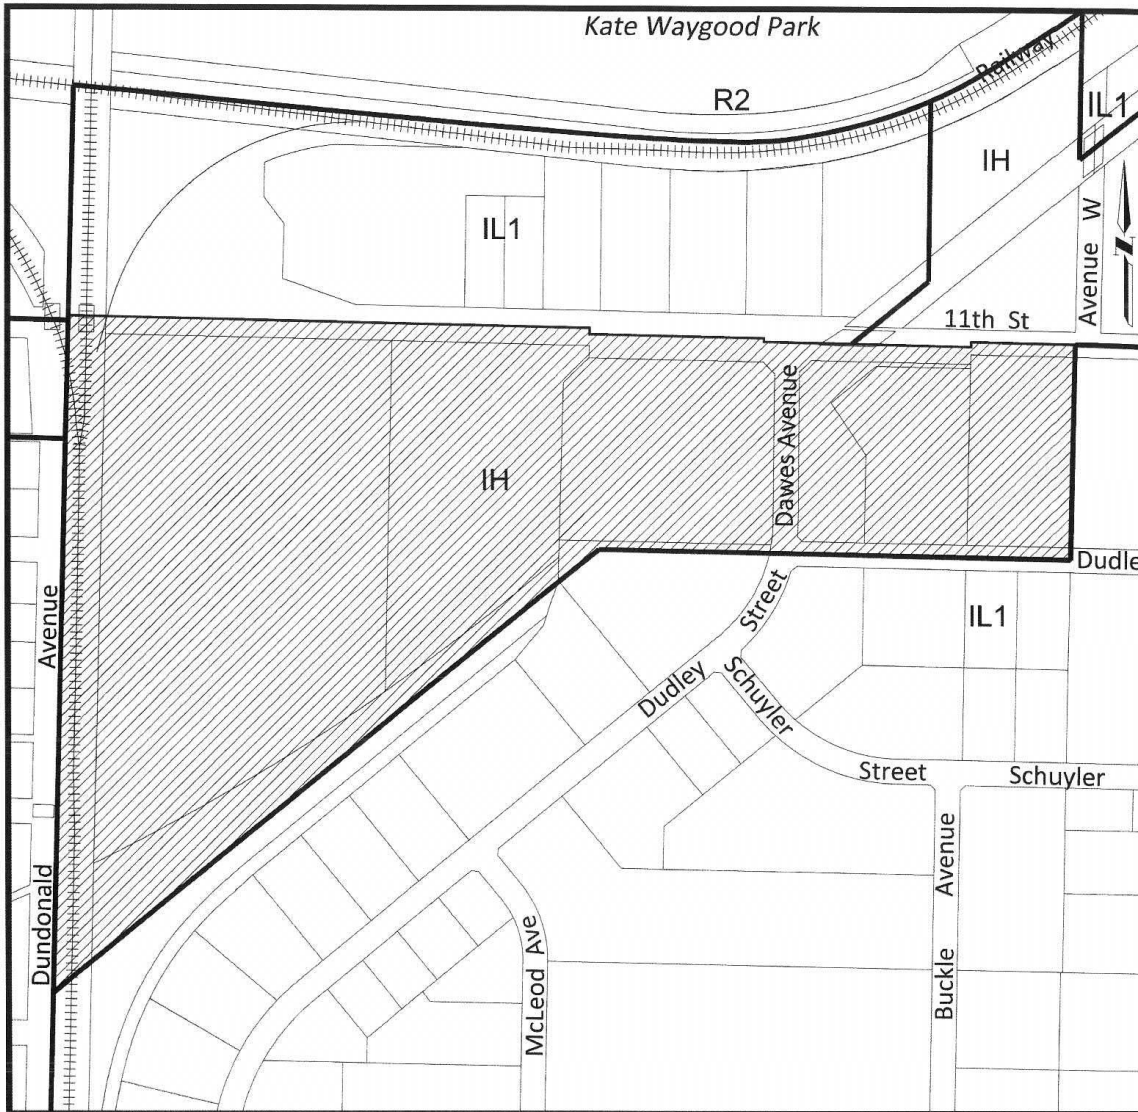 Kate Waygood Park
Railway
R2
IL1
IH
IL1
Avenue W
N
11th St
Dawes Avenue
IH
Dudle
Avenue
Street
IL1
Dudley
Schuyler
Street
Schuyler
Avenue
Dundonald
McLeod Ave
Buckle